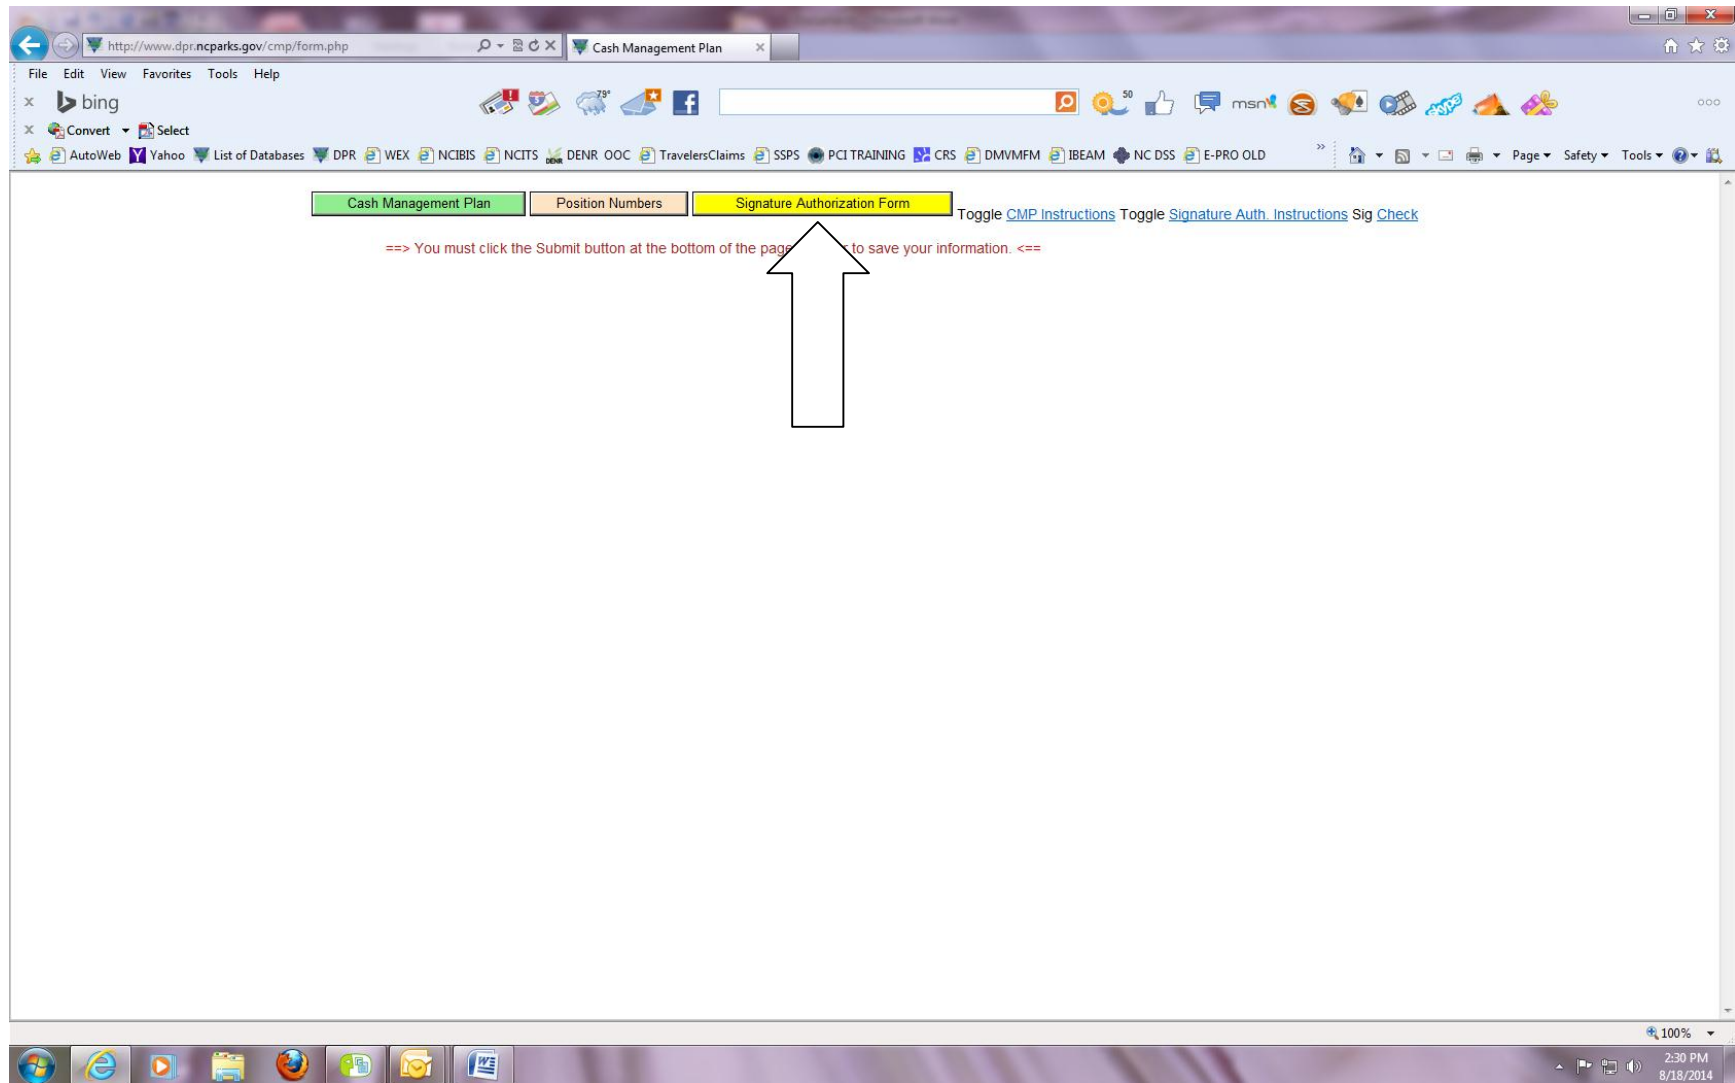 http://www.dpr.ncparks.gov/cmp/form.php
Cash Management Plan
File Edit View Favorites Tools Help
bing
79°
50
msn
skype
Convert Select
AutoWeb Yahoo List of Databases DPR WEX NCIBIS NCITS DENR OOC TravelersClaims SSPS PCI TRAINING CRS DMVMFM IBEAM NC DSS E-PRO OLD » Page Safety Tools
Cash Management Plan Position Numbers Signature Authorization Form Toggle CMP Instructions Toggle Signature Auth. Instructions Sig Check
==> You must click the Submit button at the bottom of the page to save your information. <==
100%
2:30 PM
8/18/2014